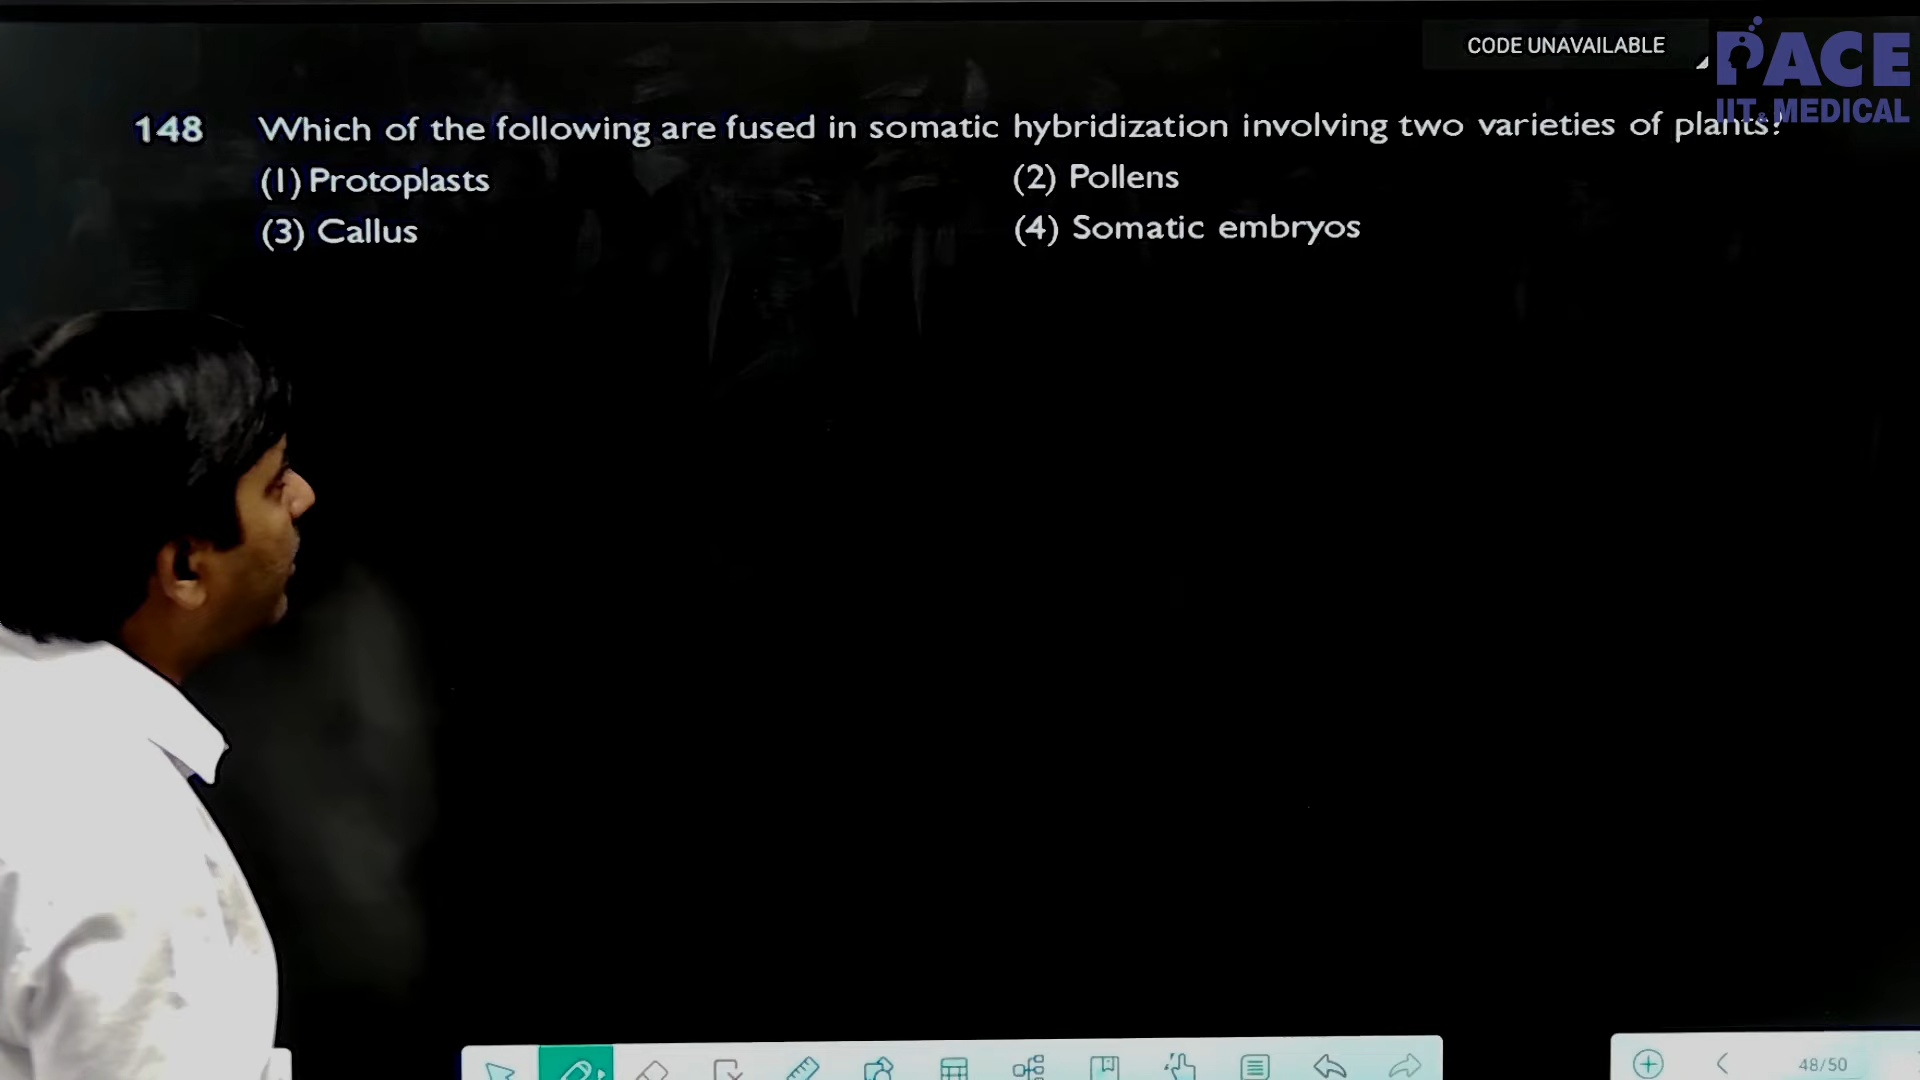 CODE UNAVAILABLE
PACE
IIT & MEDICAL
148 Which of the following are fused in somatic hybridization involving two varieties of plants?
(1) Protoplasts (2) Pollens
(3) Callus (4) Somatic embryos
48/50